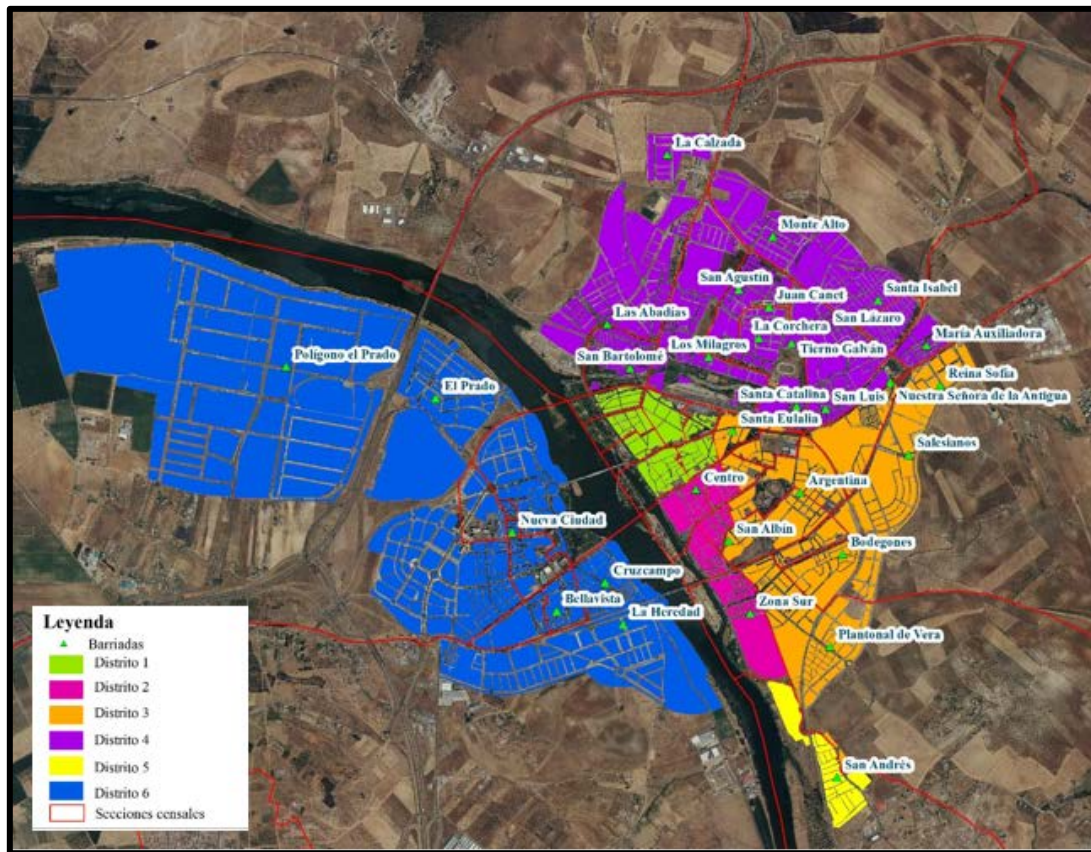 La Calzada
Monte Alto
San Agustín
Santa Isabel
Juan Canet
San Lázaro
Las Abadías
La Corchera
María Auxiliadora
Los Milagros
Tierno Galván
Polígono el Prado
San Bartolomé
Reina Sofía
El Prado
Santa Catalina
San Luis
Nuestra Señora de la Antigua
Santa Eulalia
Salesianos
Centro
Argentina
Nueva Ciudad
San Albín
Bodegones
Cruzcampo
Bellavista
La Heredad
Zona Sur
Plantonal de Vera
San Andrés
Leyenda
Barriadas
Distrito 1
Distrito 2
Distrito 3
Distrito 4
Distrito 5
Distrito 6
Secciones censales